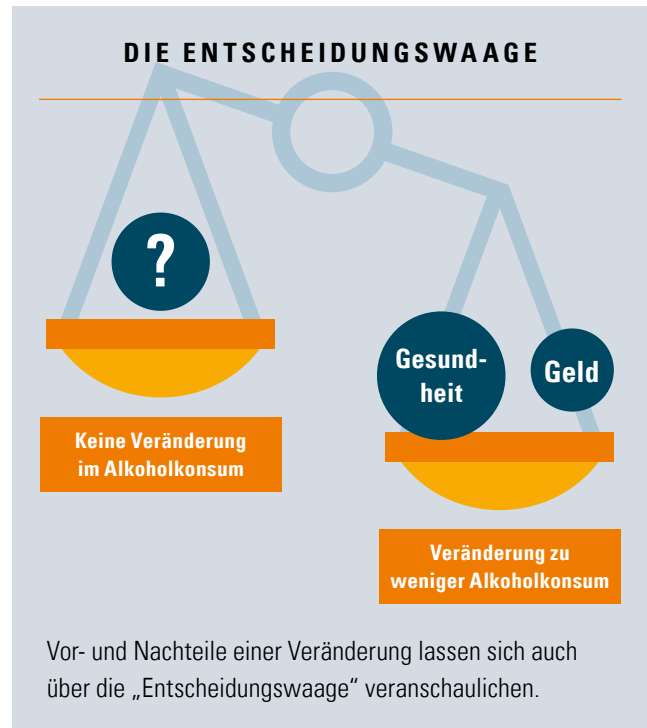 DIE ENTSCHEIDUNGSWAAGE
?
Gesund-
heit
Geld
Keine Veränderung
im Alkoholkonsum
Veränderung zu
weniger Alkoholkonsum
Vor- und Nachteile einer Veränderung lassen sich auch
über die „Entscheidungswaage“ veranschaulichen.